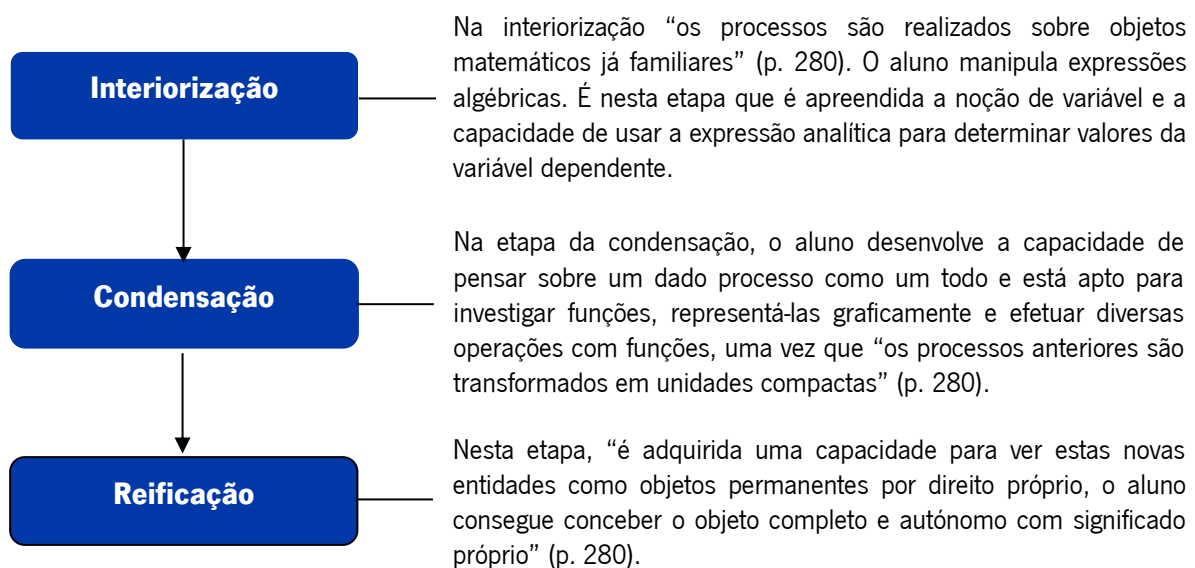 Interiorização
Na interiorização “os processos são realizados sobre objetos
matemáticos já familiares” (p. 280). O aluno manipula expressões
algébricas. É nesta etapa que é apreendida a noção de variável e a
capacidade de usar a expressão analítica para determinar valores da
variável dependente.
Condensação
Na etapa da condensação, o aluno desenvolve a capacidade de
pensar sobre um dado processo como um todo e está apto para
investigar funções, representá-las graficamente e efetuar diversas
operações com funções, uma vez que “os processos anteriores são
transformados em unidades compactas” (p. 280).
Reificação
Nesta etapa, “é adquirida uma capacidade para ver estas novas
entidades como objetos permanentes por direito próprio, o aluno
consegue conceber o objeto completo e autónomo com significado
próprio” (p. 280).